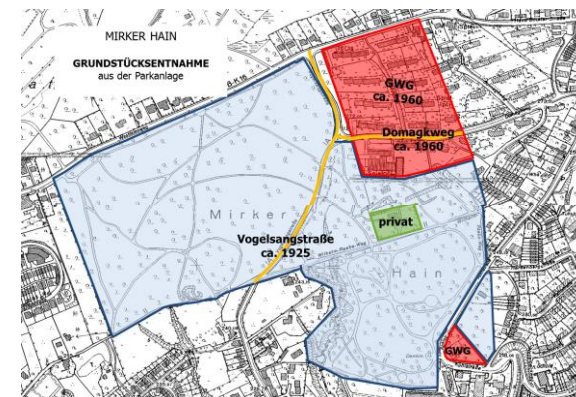 MIRKER HAIN
GRUNDSTÜCKSENTNAHME
aus der Parkanlage
GWG
ca. 1960
Domagkweg
ca. 1960
privat
Mirker
Vogelsangstraße
ca. 1925
Hain
GWG